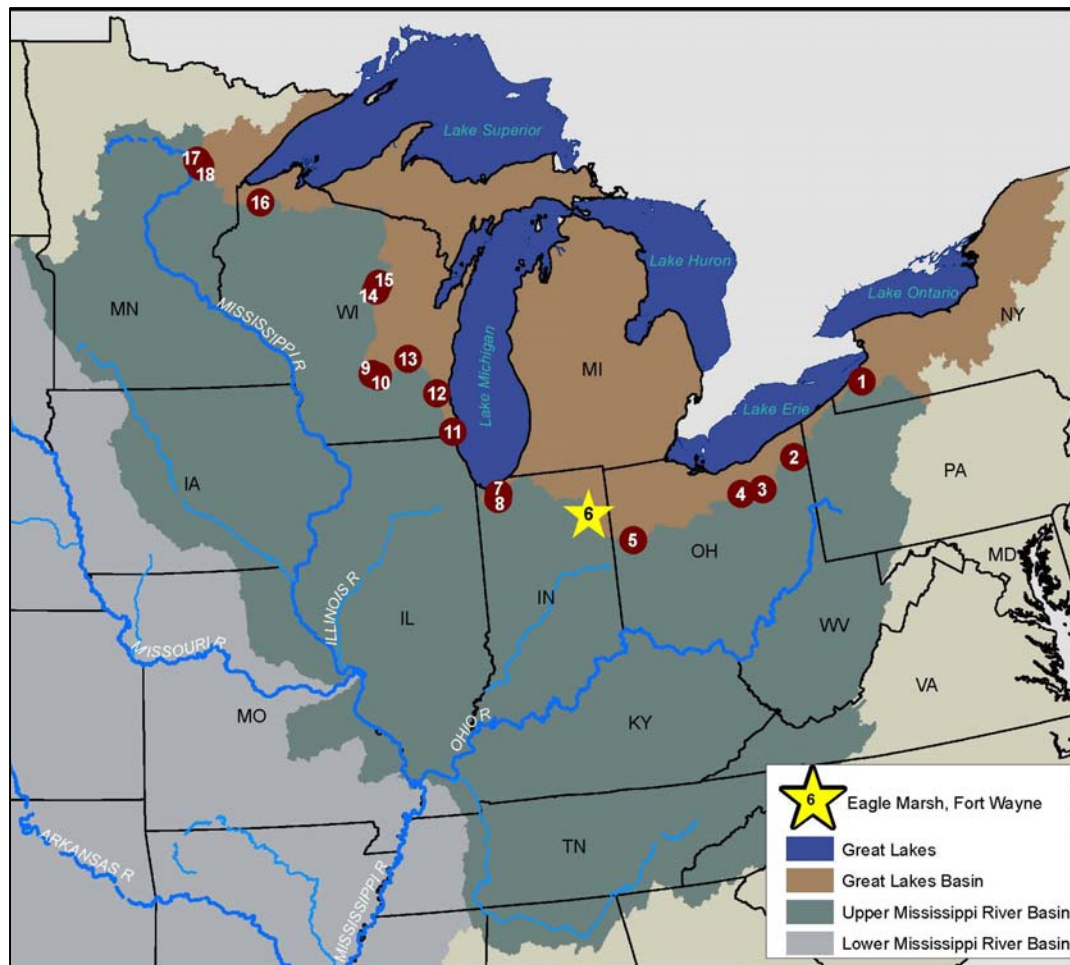 Lake Superior
17
18
16
Lake Huron
Lake Ontario
NY
15
14
MN
WI
MISSISSIPPI R
Lake Michigan
MI
13
9
10
12
1
Lake Erie
11
2
PA
IA
7
8
6
4
3
5
OH
MD
ILLINOIS R
IL
IN
WV
MISSOURI R
VA
MO
OHIO R
KY
TN
ARKANSAS R
MISSISSIPPI R
6
Eagle Marsh, Fort Wayne
Great Lakes
Great Lakes Basin
Upper Mississippi River Basin
Lower Mississippi River Basin